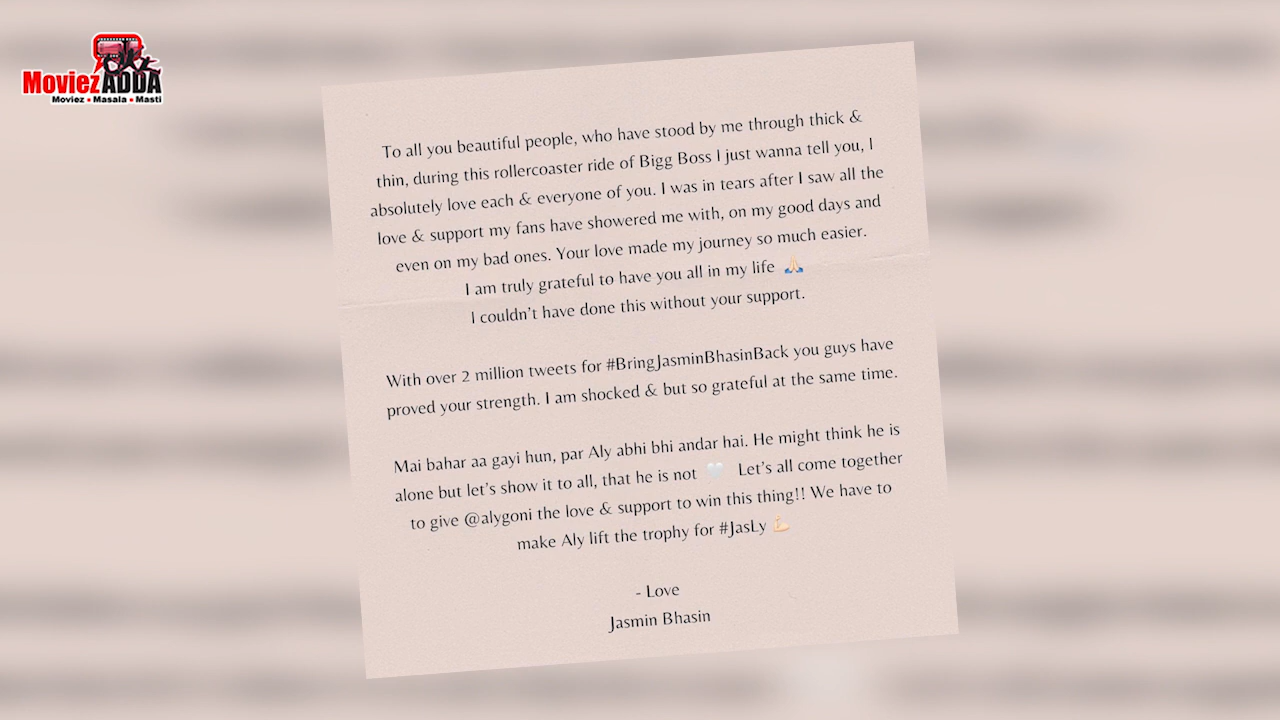 MoviezADDA
Moviez • Masala • Masti
To all you beautiful people, who have stood by me through thick &
thin, during this rollercoaster ride of Bigg Boss I just wanna tell you, I
absolutely love each & everyone of you. I was in tears after I saw all the
love & support my fans have showered me with, on my good days and
even on my bad ones. Your love made my journey so much easier.
I am truly grateful to have you all in my life 🙏🏻
I couldn't have done this without your support.
With over 2 million tweets for #BringJasminBhasinBack you guys have
proved your strength. I am shocked & but so grateful at the same time.
Mai bahar aa gayi hun, par Aly abhi bhi andar hai. He might think he is
alone but let's show it to all, that he is not 🤍 Let's all come together
to give @alygoni the love & support to win this thing!! We have to
make Aly lift the trophy for #JasLy 💪🏻
- Love
Jasmin Bhasin